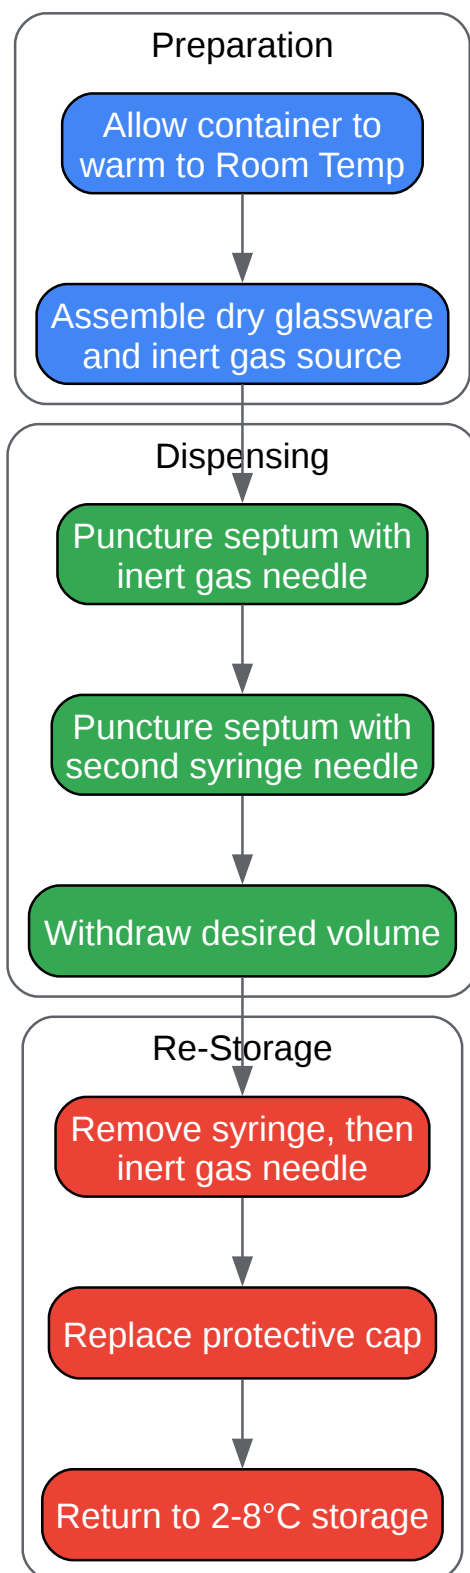 Preparation
Allow container to
warm to Room Temp
Assemble dry glassware
and inert gas source
Dispensing
Puncture septum with
inert gas needle
Puncture septum with
second syringe needle
Withdraw desired volume
Re-Storage
Remove syringe, then
inert gas needle
Replace protective cap
Return to 2-8°C storage